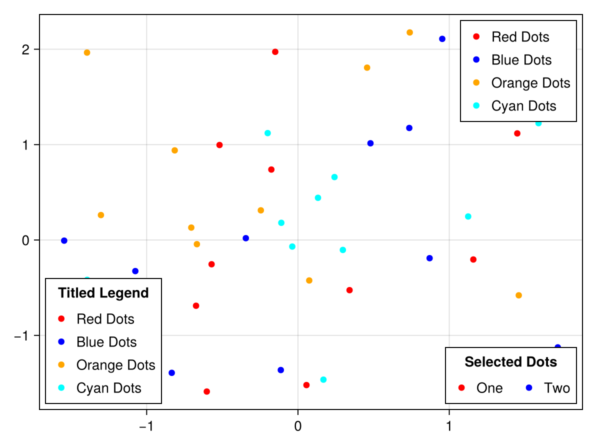 2
1
0
−1
−1
0
1
Red Dots
Blue Dots
Orange Dots
Cyan Dots
Titled Legend
Red Dots
Blue Dots
Orange Dots
Cyan Dots
Selected Dots
One Two